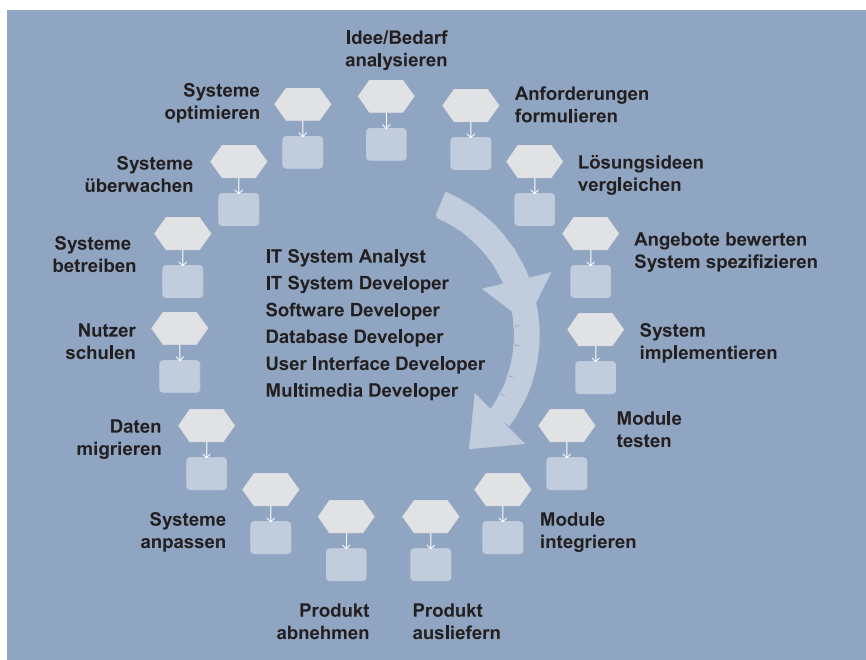 Idee/Bedarf
analysieren
Anforderungen
formulieren
Lösungsideen
vergleichen
Angebote bewerten
System spezifizieren
System
implementieren
Module
testen
Module
integrieren
Produkt
ausliefern
Produkt
abnehmen
Systeme
anpassen
Daten
migrieren
Nutzer
schulen
Systeme
betreiben
Systeme
überwachen
Systeme
optimieren
IT System Analyst
IT System Developer
Software Developer
Database Developer
User Interface Developer
Multimedia Developer